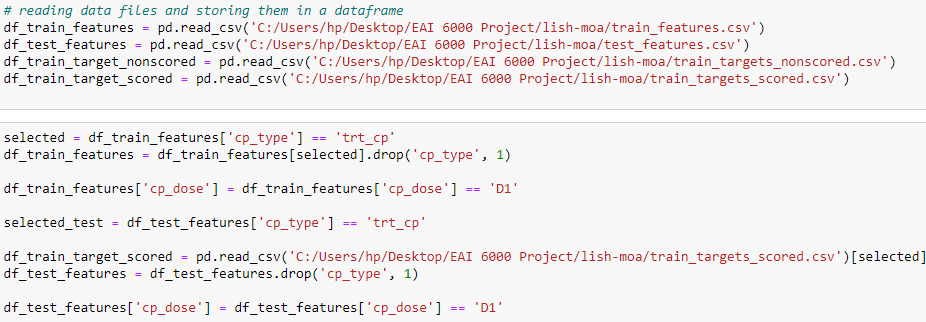 # reading data files and storing them in a dataframe
df_train_features = pd.read_csv('C:/Users/hp/Desktop/EAI 6000 Project/lish-moa/train_features.csv')
df_test_features = pd.read_csv('C:/Users/hp/Desktop/EAI 6000 Project/lish-moa/test_features.csv')
df_train_target_nonscored = pd.read_csv('C:/Users/hp/Desktop/EAI 6000 Project/lish-moa/train_targets_nonscored.csv')
df_train_target_scored = pd.read_csv('C:/Users/hp/Desktop/EAI 6000 Project/lish-moa/train_targets_scored.csv')
selected = df_train_features['cp_type'] == 'trt_cp'
df_train_features = df_train_features[selected].drop('cp_type', 1)
df_train_features['cp_dose'] = df_train_features['cp_dose'] == 'D1'
selected_test = df_test_features['cp_type'] == 'trt_cp'
df_train_target_scored = pd.read_csv('C:/Users/hp/Desktop/EAI 6000 Project/lish-moa/train_targets_scored.csv')[selected]
df_test_features = df_test_features.drop('cp_type', 1)
df_test_features['cp_dose'] = df_test_features['cp_dose'] == 'D1'